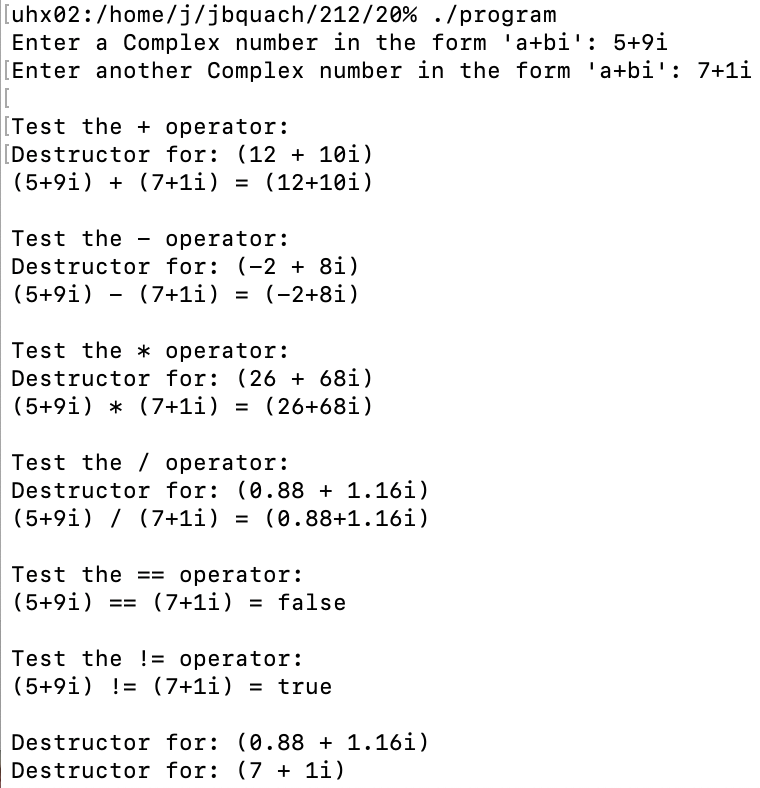 [uhx02:/home/j/jbquach/212/20% ./program
Enter a Complex number in the form 'a+bi': 5+9i
[Enter another Complex number in the form 'a+bi': 7+1i
[
[Test the + operator:
[Destructor for: (12 + 10i)
(5+9i) + (7+1i) = (12+10i)
Test the - operator:
Destructor for: (-2 + 8i)
(5+9i) - (7+1i) = (-2+8i)
Test the * operator:
Destructor for: (26 + 68i)
(5+9i) * (7+1i) = (26+68i)
Test the / operator:
Destructor for: (0.88 + 1.16i)
(5+9i) / (7+1i) = (0.88+1.16i)
Test the == operator:
(5+9i) == (7+1i) = false
Test the != operator:
(5+9i) != (7+1i) = true
Destructor for: (0.88 + 1.16i)
Destructor for: (7 + 1i)